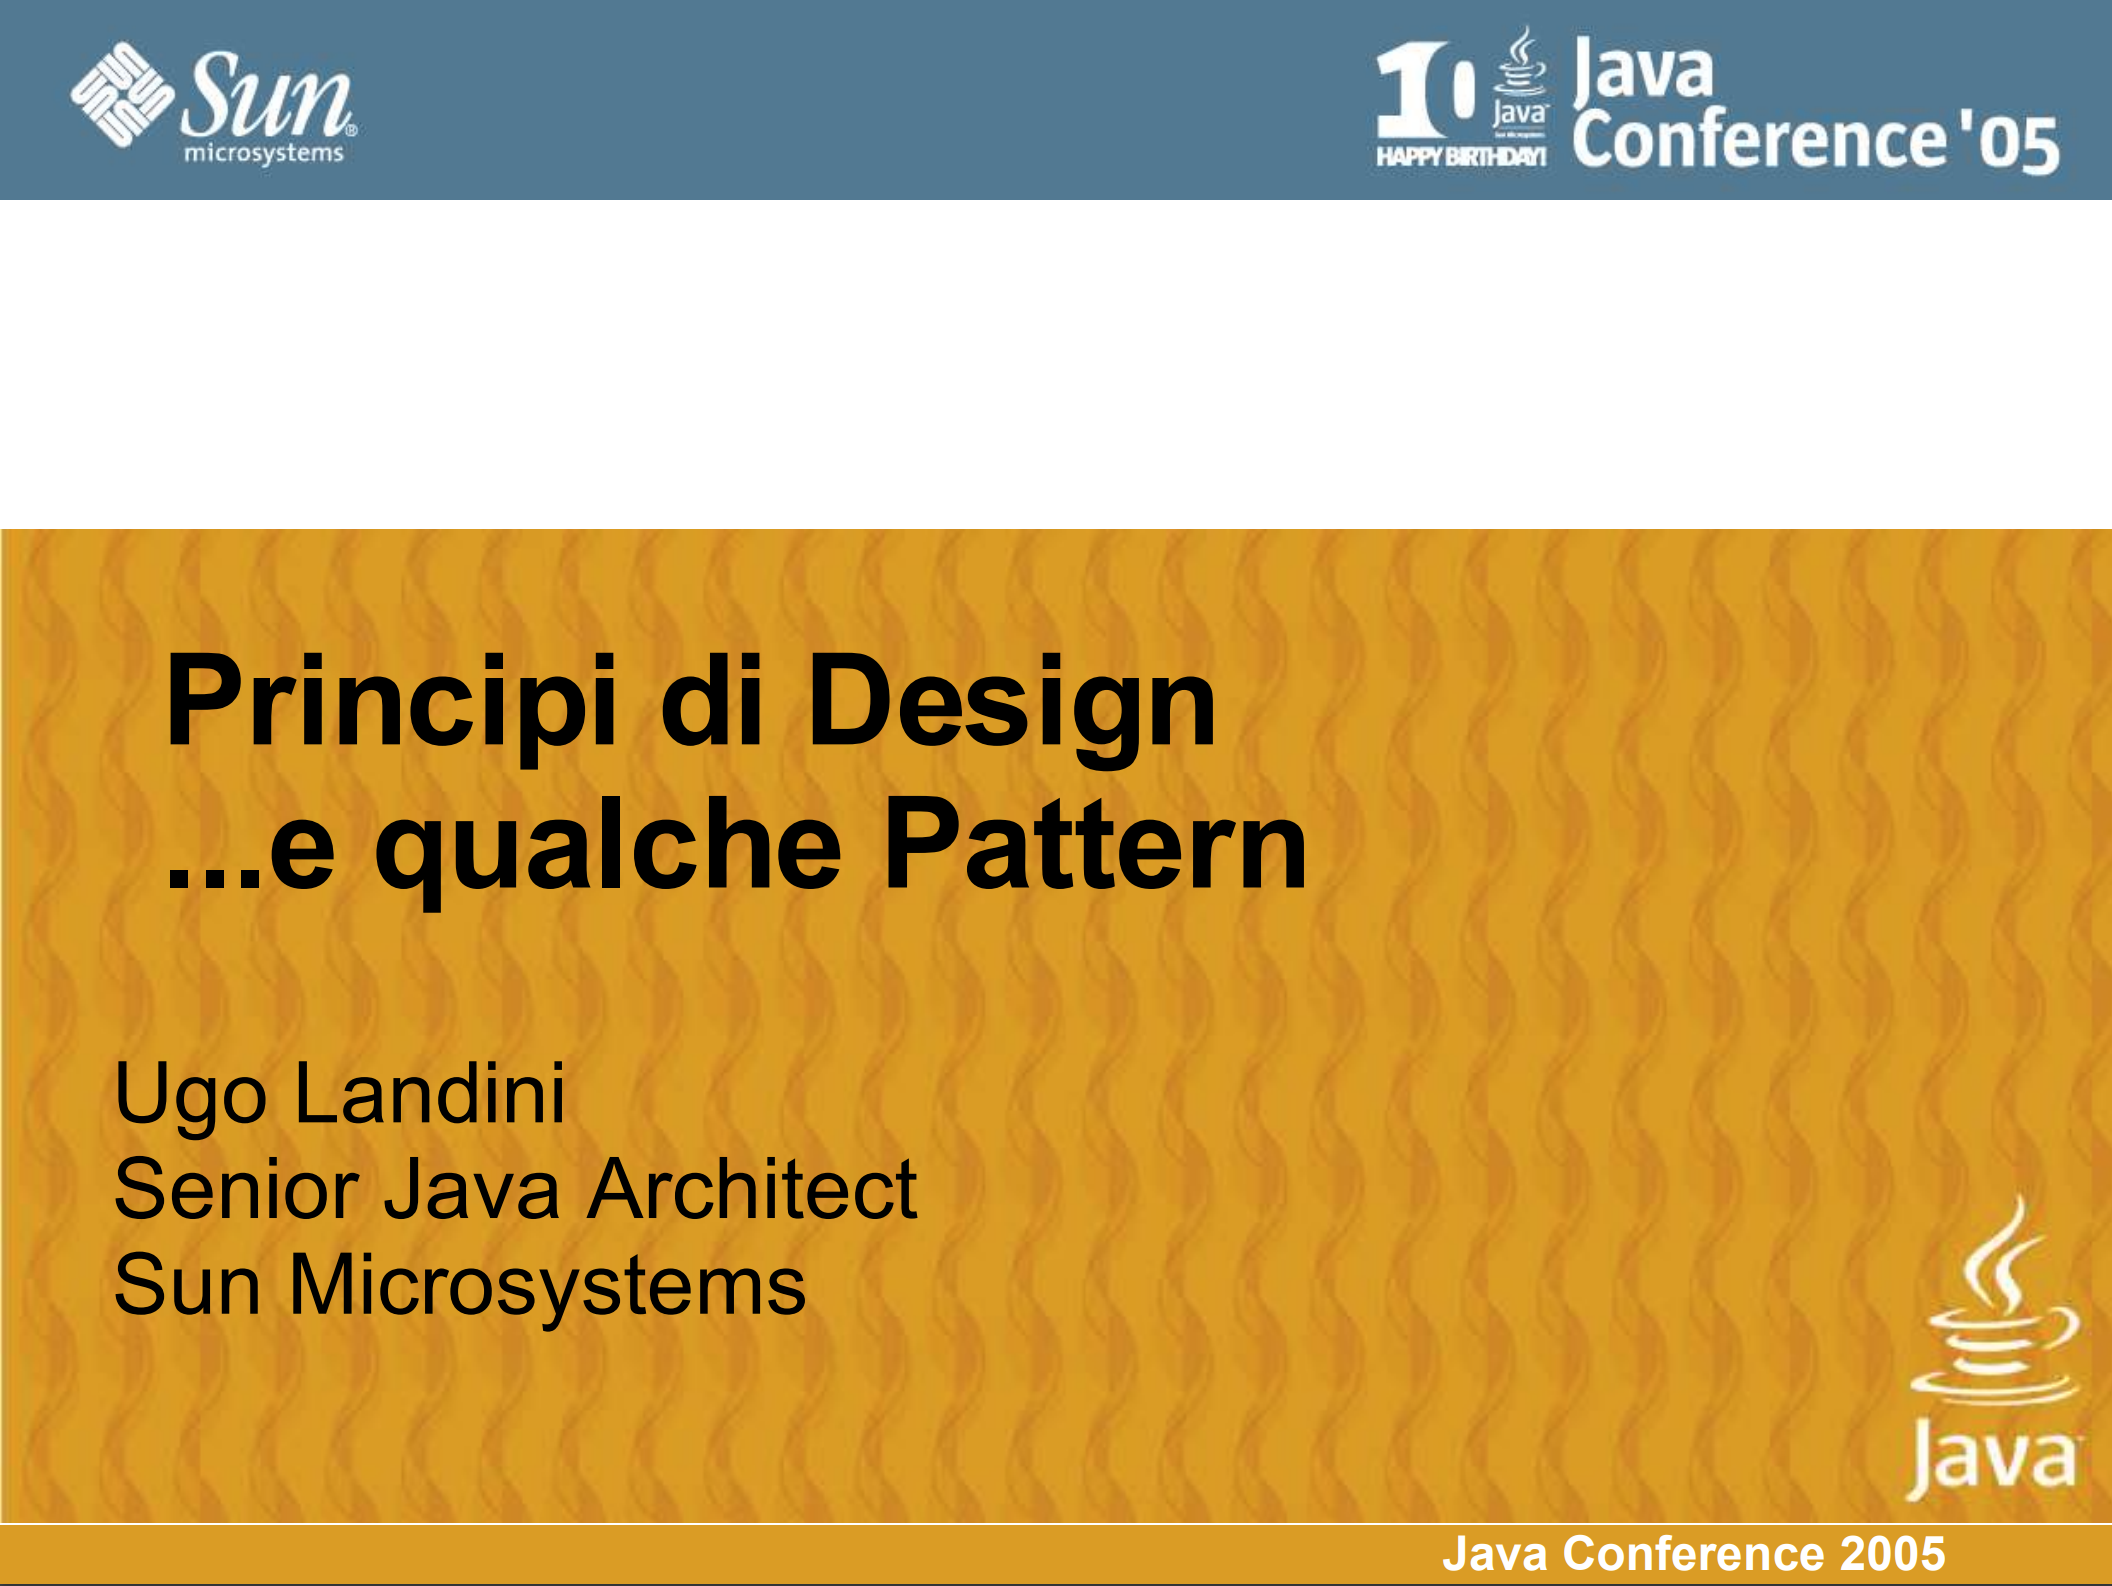 Sun
microsystems
10
Java
HAPPY BIRTHDAY!
Java
Conference '05
Principi di Design
...e qualche Pattern
Ugo Landini
Senior Java Architect
Sun Microsystems
Java
Java Conference 2005